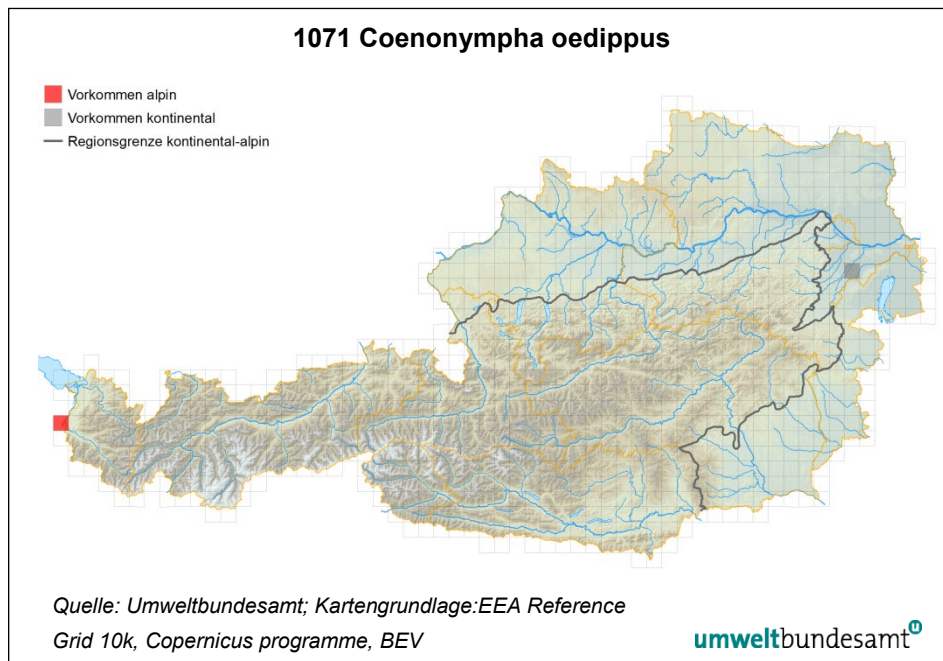 1071 Coenonympha oedippus
Vorkommen alpin
Vorkommen kontinental
Regionsgrenze kontinental-alpin
Quelle: Umweltbundesamt; Kartengrundlage:EEA Reference
Grid 10k, Copernicus programme, BEV
umweltbundesamt ⓤ